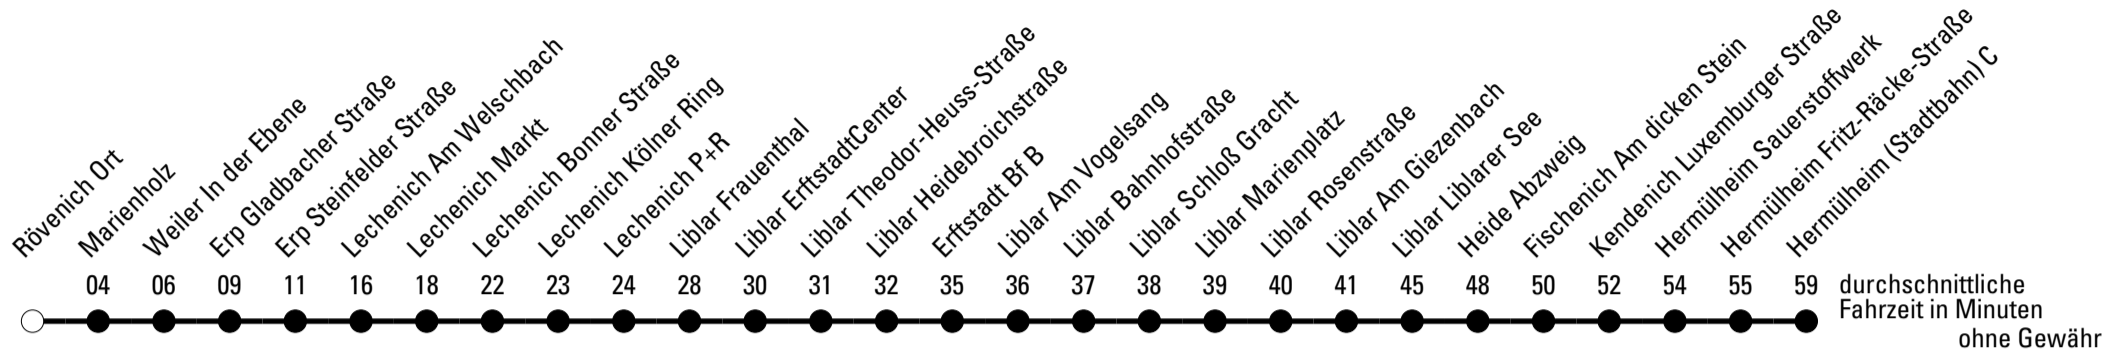 Rövenich Ort
Marienholz
Weiler In der Ebene
Erp Gladbacher Straße
Erp Steinfelder Straße
Lechenich Am Welschbach
Lechenich Markt
Lechenich Bonner Straße
Lechenich Kölner Ring
Lechenich P+R
Liblar Frauenthal
Liblar ErftstadtCenter
Liblar Theodor-Heuss-Straße
Liblar Heidebroichstraße
Erftstadt Bf B
Liblar Am Vogelsang
Liblar Bahnhofstraße
Liblar Schloß Gracht
Liblar Marienplatz
Liblar Rosenstraße
Liblar Am Giezenbach
Liblar Liblarer See
Heide Abzweig
Fischenich Am dicken Stein
Kendenich Luxemburger Straße
Hermülheim Sauerstoffwerk
Hermülheim Fritz-Räcke-Straße
Hermülheim (Stadtbahn) C
04 06 09 11 16 18 22 23 24 28 30 31 32 35 36 37 38 39 40 41 45 48 50 52 54 55 59 durchschnittliche
Fahrzeit in Minuten
ohne Gewähr